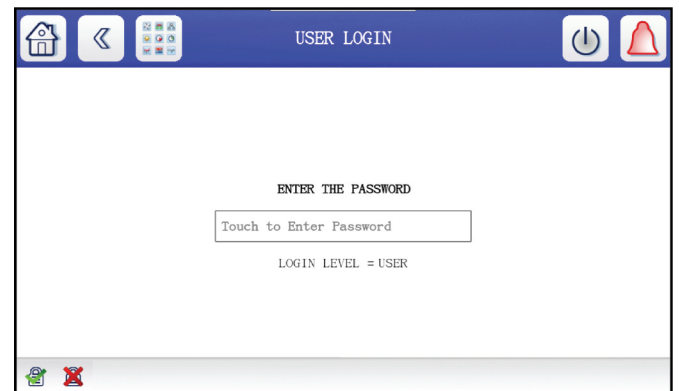 USER LOGIN
ENTER THE PASSWORD
Touch to Enter Password
LOGIN LEVEL = USER